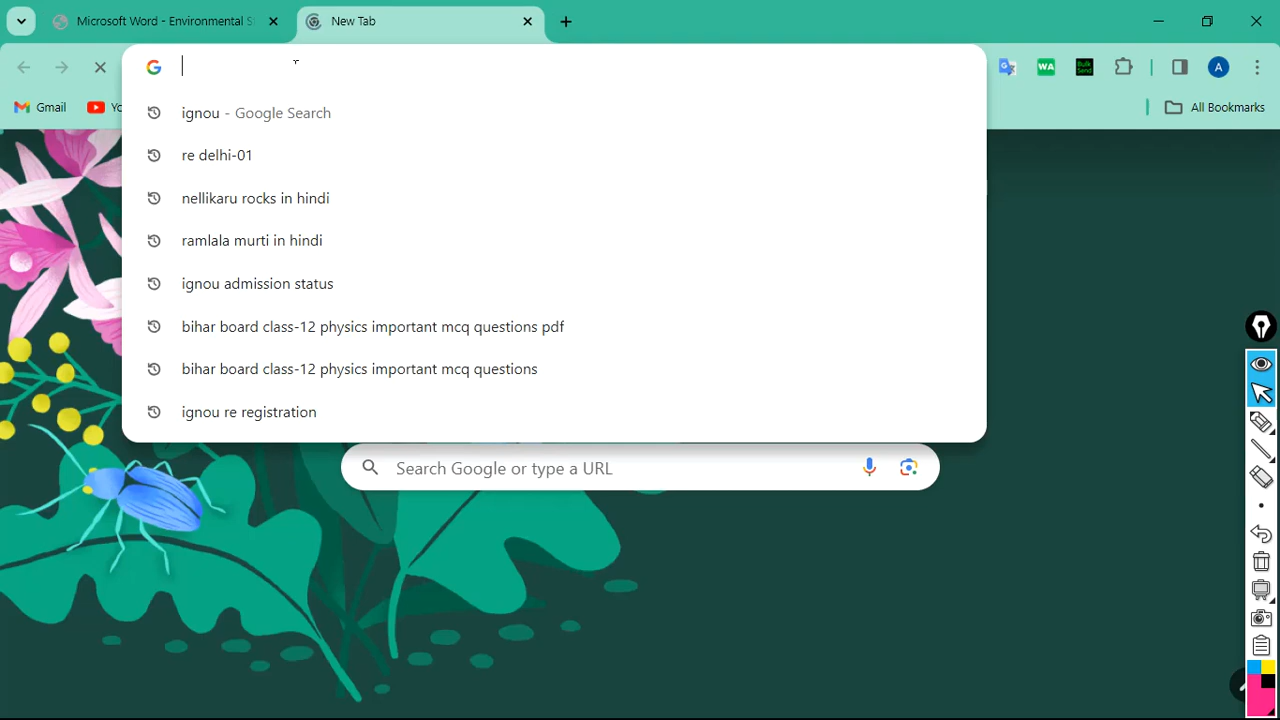 Microsoft Word - Environmental S
New Tab
Gmail
Yo
WA
Bulk
Send
A
All Bookmarks
ignou - Google Search
re delhi-01
nellikaru rocks in hindi
ramlala murti in hindi
ignou admission status
bihar board class-12 physics important mcq questions pdf
bihar board class-12 physics important mcq questions
ignou re registration
Search Google or type a URL